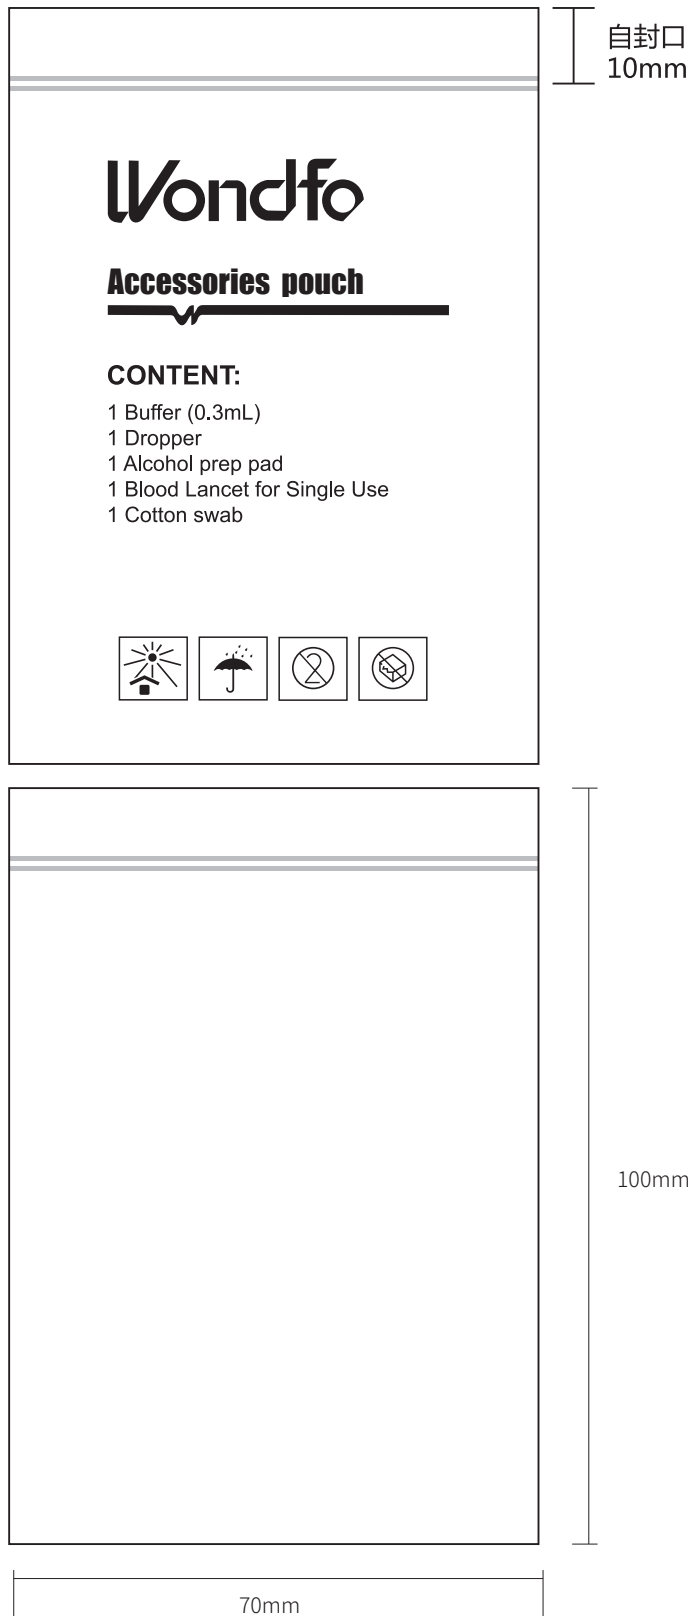 自封口
10mm
Wondfo
Accessories pouch
CONTENT:
1 Buffer (0.3mL)
1 Dropper
1 Alcohol prep pad
1 Blood Lancet for Single Use
1 Cotton swab
2
100mm
70mm